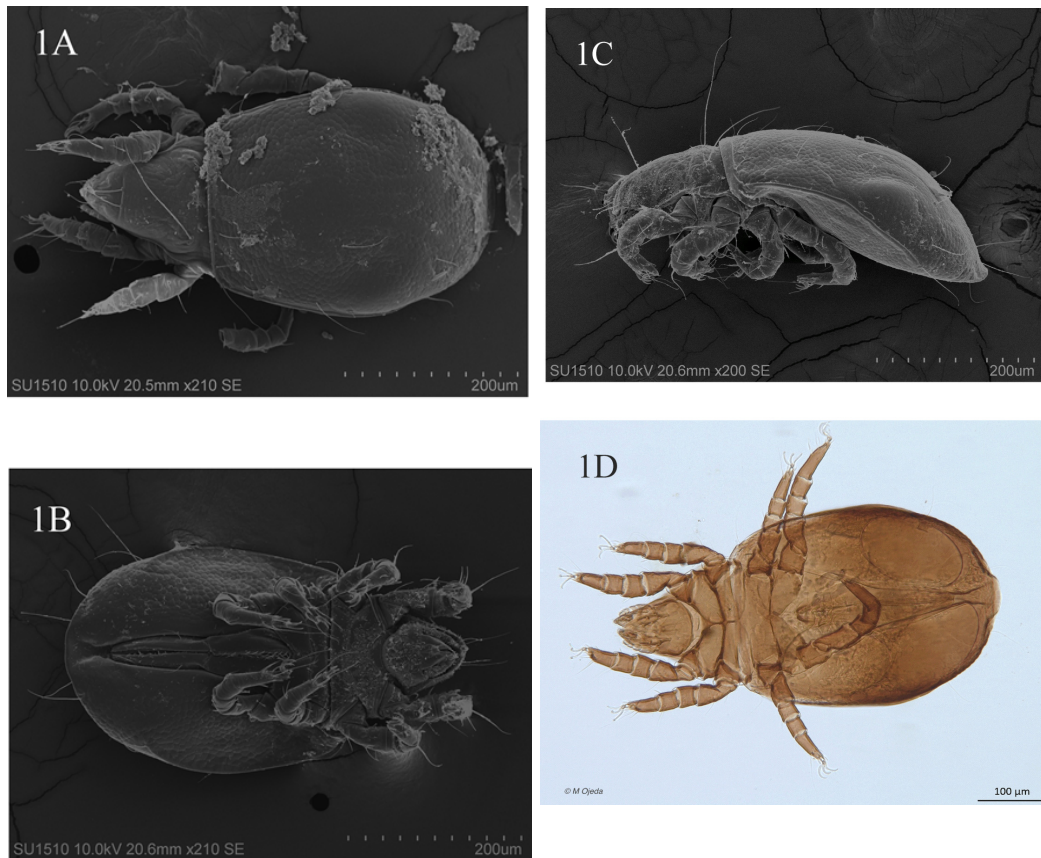 1A
SU1510 10.0kV 20.5mm x210 SE
200um
1C
SU1510 10.0kV 20.6mm x200 SE
200um
1B
SU1510 10.0kV 20.6mm x210 SE
200um
1D
© M Ojeda
100 µm